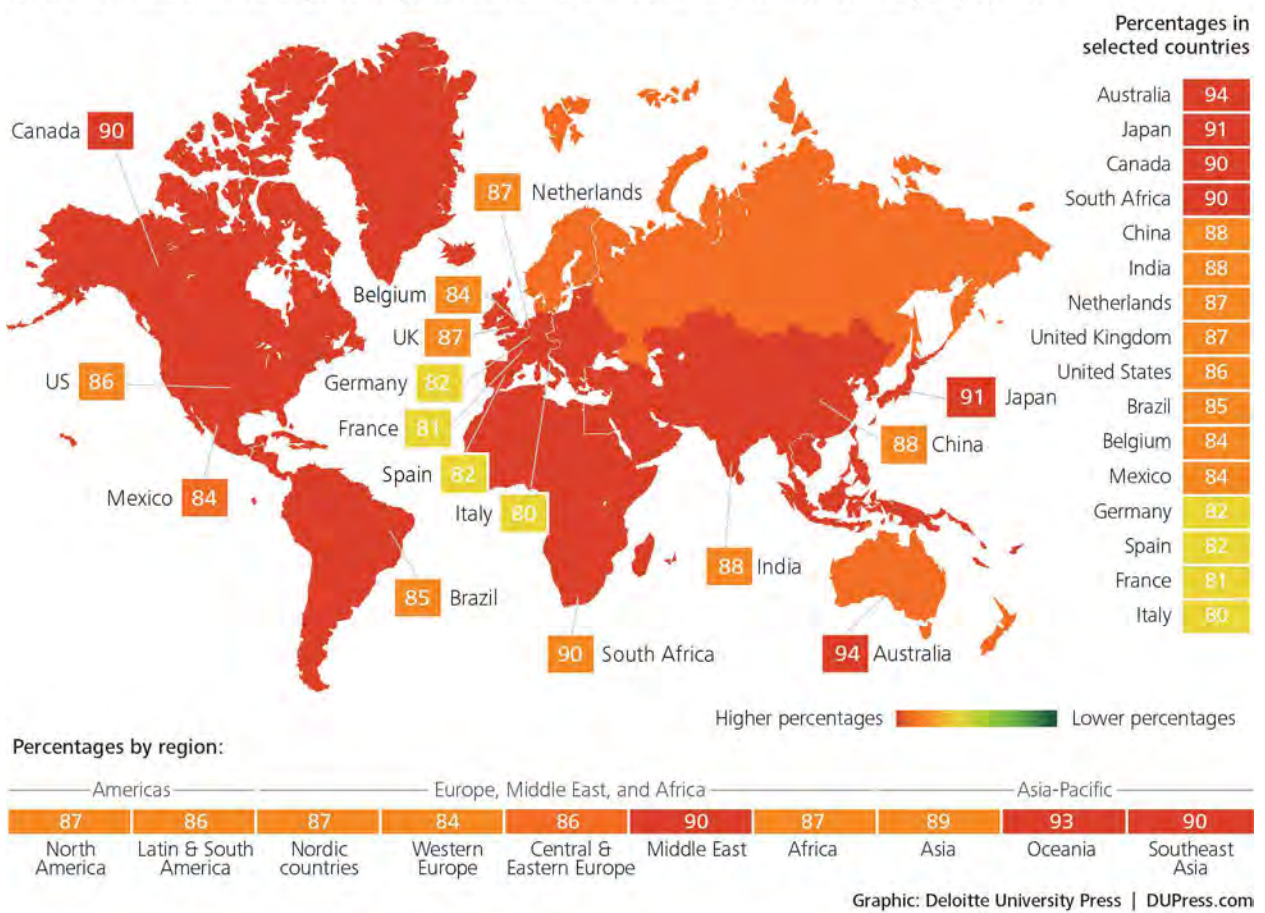 Percentages in
selected countries
Australia 94
Japan 91
Canada 90
South Africa 90
China 88
India 88
Netherlands 87
United Kingdom 87
United States 86
Brazil 85
Belgium 84
Mexico 84
Germany 82
Spain 82
France 81
Italy 80
Canada 90
87 Netherlands
Belgium 84
UK 87
US 86
Germany 82
91 Japan
France 81
88 China
Spain 82
Mexico 84
Italy 80
88 India
85 Brazil
90 South Africa
94 Australia
Higher percentages Lower percentages
Percentages by region:
Americas Europe, Middle East, and Africa Asia-Pacific
87 86 87 84 86 90 87 89 93 90
North Latin & South Nordic Western Central & Middle East Africa Asia Oceania Southeast
America America countries Europe Eastern Europe Asia
Graphic: Deloitte University Press | DUPress.com